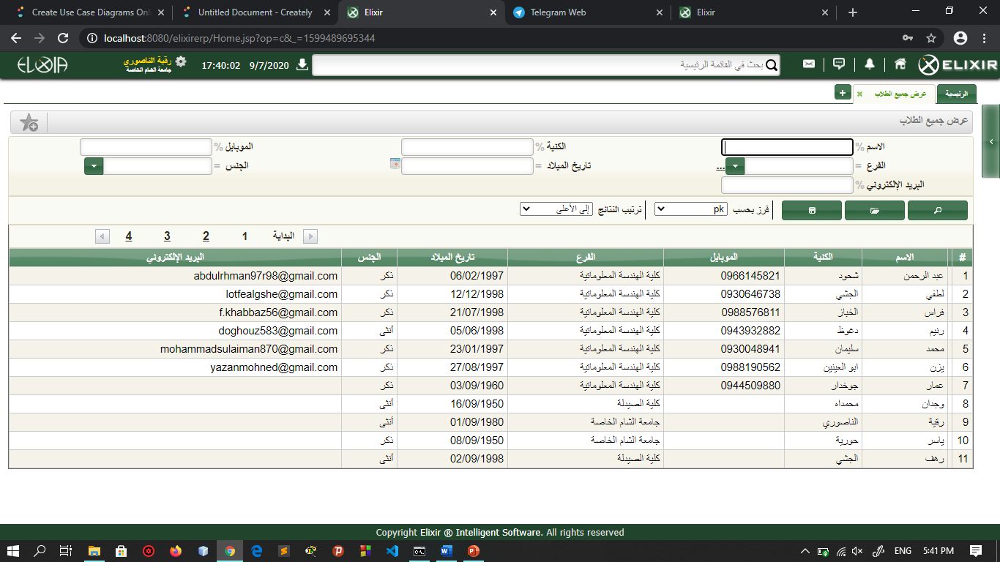 Create Use Case Diagrams Onl
Untitled Document - Creately
Elixir
Telegram Web
Elixir
localhost:8080/elixirerp/Home.jsp?op=c&_=1599489695344
ELIXIR
بحث في القائمة الرئيسية
9/7/2020 17:40:02
رقية الناصوري
جامعة الشام الخاصة
الرئيسية
عرض جميع الطلاب
عرض جميع الطلاب
الاسم % الكنية % الموبايل %
الفرع = ... تاريخ الميلاد = الجنس =
البريد الإلكتروني %
فرز بحسب pk ترتيب النتائج إلى الأعلى
البداية 1 2 3 4
# الاسم الكنية الموبايل الفرع تاريخ الميلاد الجنس البريد الإلكتروني
1 عبد الرحمن شحود 0966145821 كلية الهندسة المعلوماتية 06/02/1997 ذكر abdulrhman97r98@gmail.com
2 لطفي الجشي 0930646738 كلية الهندسة المعلوماتية 12/12/1998 ذكر lotfealgshe@gmail.com
3 فراس الخباز 0988576811 كلية الهندسة المعلوماتية 21/07/1998 ذكر f.khabbaz56@gmail.com
4 رنيم دغوظ 0943932882 كلية الهندسة المعلوماتية 05/06/1998 أنثى doghouz583@gmail.com
5 محمد سليمان 0930048941 كلية الهندسة المعلوماتية 23/01/1997 ذكر mohammadsulaiman870@gmail.com
6 يزن ابو العينين 0988190562 كلية الهندسة المعلوماتية 27/08/1997 ذكر yazanmohned@gmail.com
7 عمار جوخدار 0944509880 كلية الهندسة المعلوماتية 03/09/1960 ذكر
8 وجدان محمداه كلية الصيدلة 16/09/1950 أنثى
9 رقية الناصوري جامعة الشام الخاصة 01/09/1980 أنثى
10 ياسر حورية جامعة الشام الخاصة 08/09/1950 ذكر
11 رهف الجشي كلية الصيدلة 02/09/1998 أنثى
Copyright Elixir ® Intelligent Software. All rights reserved
ENG 5:41 PM